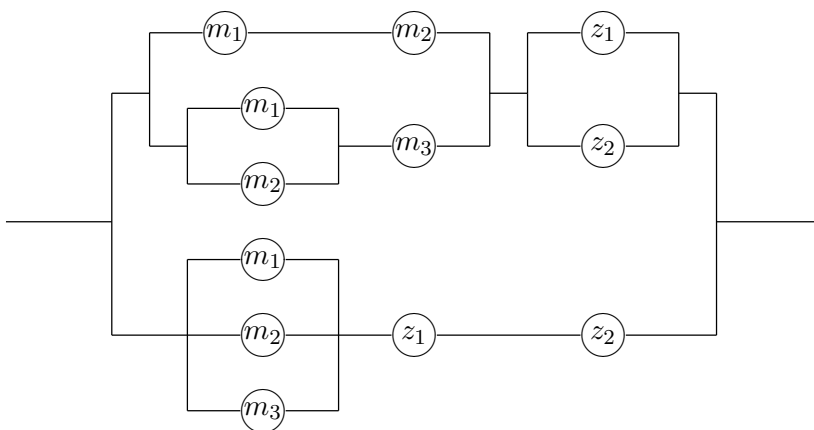 m₁ m₂ z₁
m₁
m₃ z₂
m₂
m₁
m₂ z₁ z₂
m₃